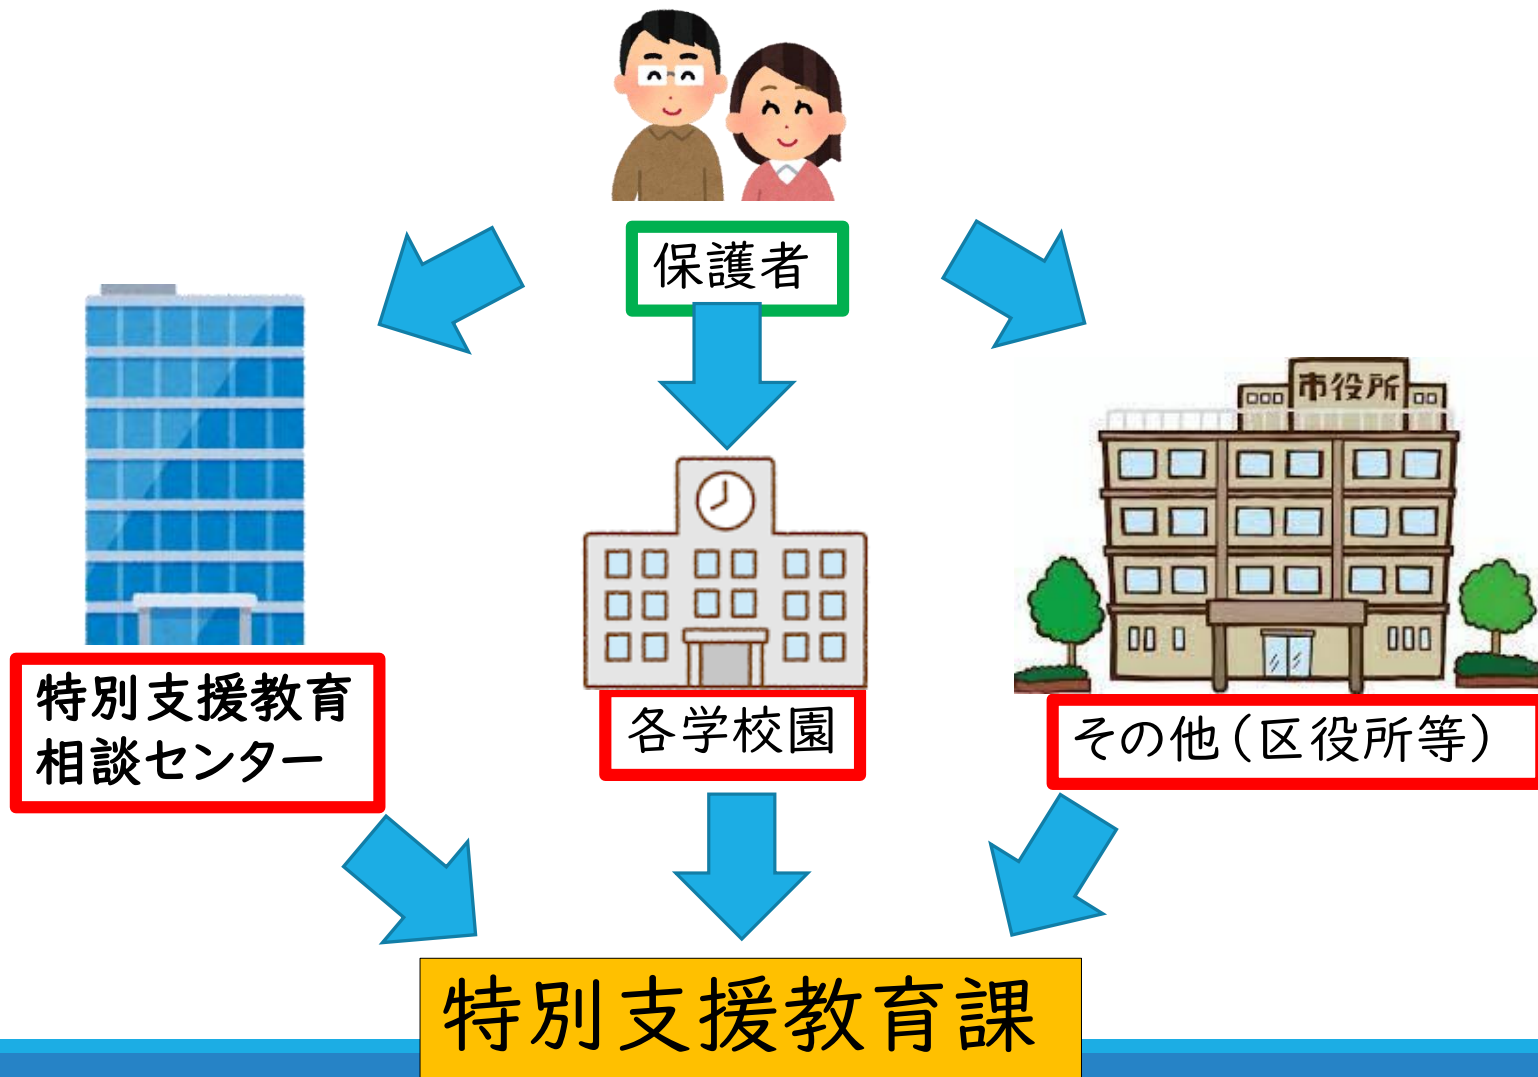 保護者
市役所
特別支援教育
相談センター
各学校園
その他(区役所等)
特別支援教育課